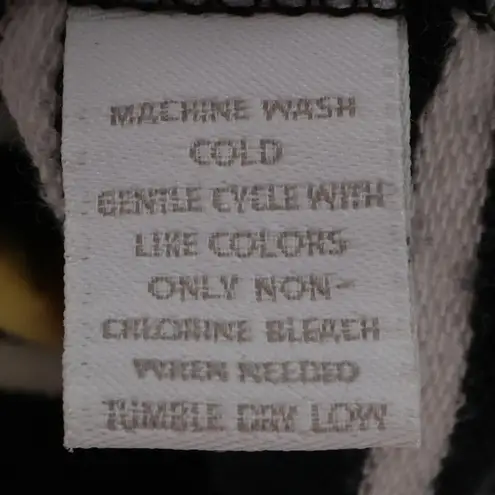 MACHINE WASH
COLD
GENTLE CYCLE WITH
LIKE COLORS
ONLY NON-
CHLORINE BLEACH
WHEN NEEDED
TUMBLE DRY LOW